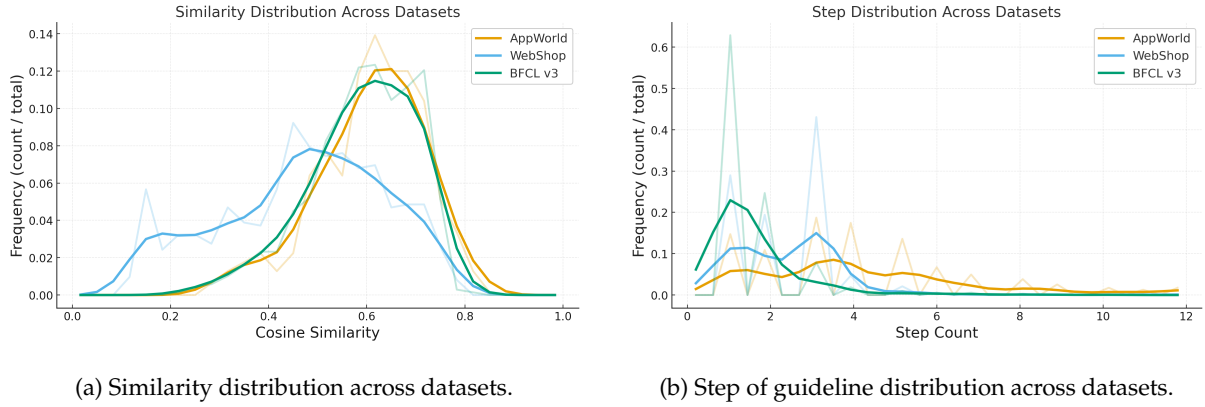 Similarity Distribution Across Datasets
0.14
0.12
0.10
0.08
0.06
0.04
0.02
0.00
Frequency (count / total)
AppWorld
WebShop
BFCL v3
0.0 0.2 0.4 0.6 0.8 1.0
Cosine Similarity
(a) Similarity distribution across datasets.
Step Distribution Across Datasets
0.6
0.5
0.4
0.3
0.2
0.1
0.0
Frequency (count / total)
AppWorld
WebShop
BFCL v3
0 2 4 6 8 10 12
Step Count
(b) Step of guideline distribution across datasets.